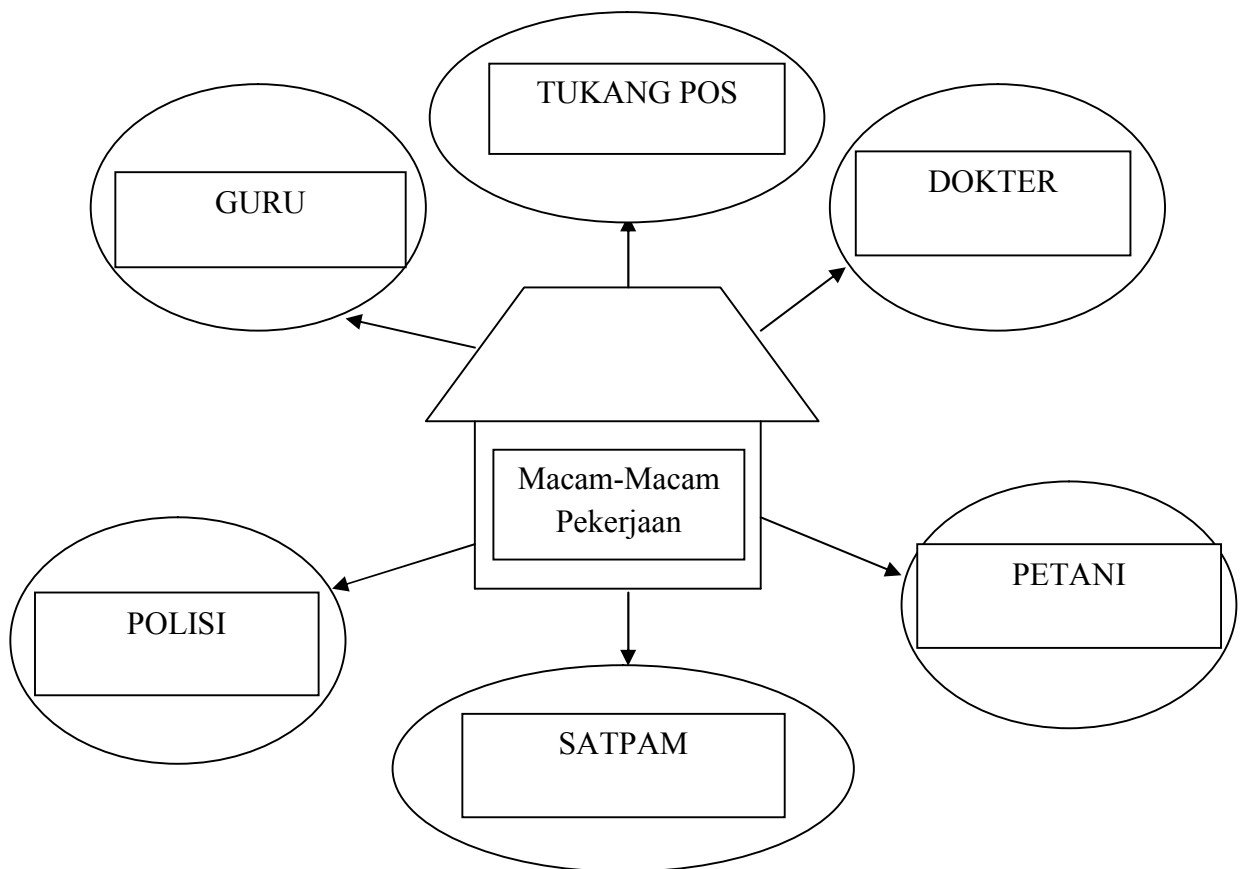 TUKANG POS
GURU
DOKTER
Macam-Macam
Pekerjaan
POLISI
PETANI
SATPAM